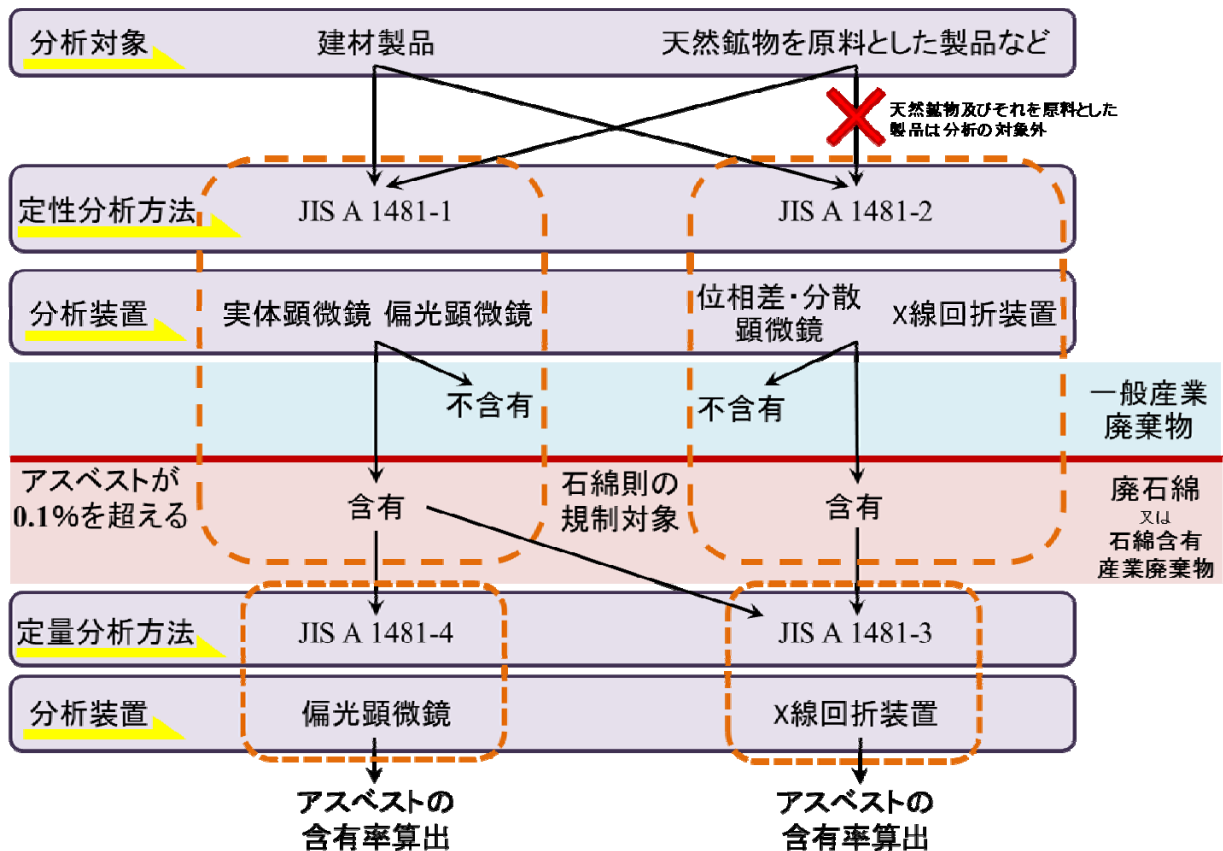 分析対象
建材製品
天然鉱物を原料とした製品など
天然鉱物及びそれを原料とした
製品は分析の対象外
定性分析方法
JIS A 1481-1
JIS A 1481-2
分析装置
実体顕微鏡 偏光顕微鏡
位相差・分散
顕微鏡
X線回折装置
不含有
不含有
一般産業
廃棄物
アスベストが
0.1%を超える
含有
石綿則の
規制対象
含有
廃石綿
又は
石綿含有
産業廃棄物
定量分析方法
JIS A 1481-4
JIS A 1481-3
分析装置
偏光顕微鏡
X線回折装置
アスベストの
含有率算出
アスベストの
含有率算出